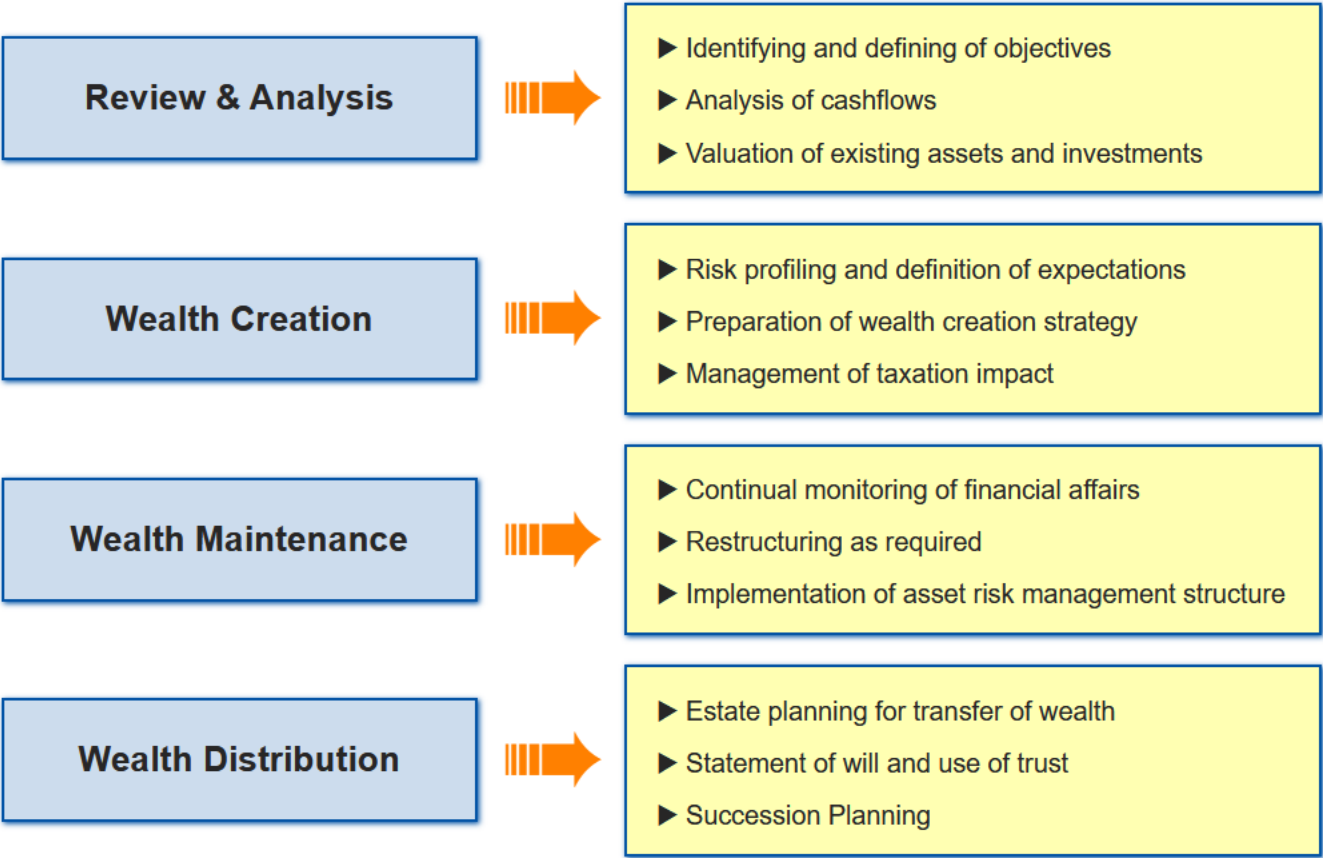 Review & Analysis
▶ Identifying and defining of objectives
▶ Analysis of cashflows
▶ Valuation of existing assets and investments
Wealth Creation
▶ Risk profiling and definition of expectations
▶ Preparation of wealth creation strategy
▶ Management of taxation impact
Wealth Maintenance
▶ Continual monitoring of financial affairs
▶ Restructuring as required
▶ Implementation of asset risk management structure
Wealth Distribution
▶ Estate planning for transfer of wealth
▶ Statement of will and use of trust
▶ Succession Planning